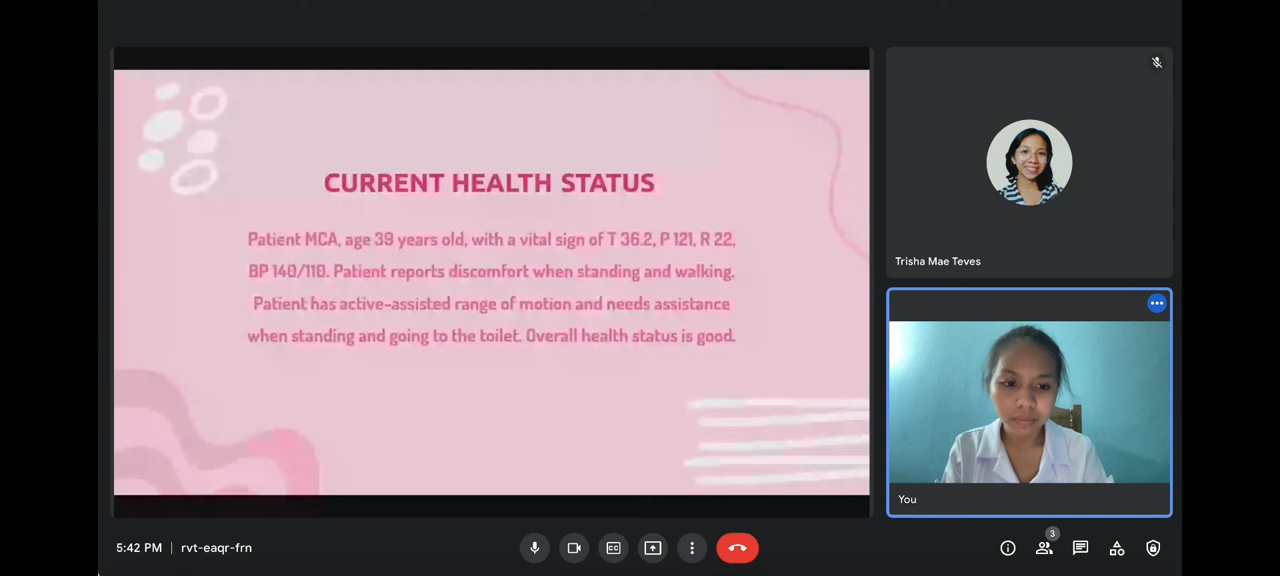 CURRENT HEALTH STATUS
Patient MCA, age 39 years old, with a vital sign of T 36.2, P 121, R 22,
BP 140/110. Patient reports discomfort when standing and walking.
Patient has active-assisted range of motion and needs assistance
when standing and going to the toilet. Overall health status is good.
Trisha Mae Teves
You
5:42 PM | rvt-eaqr-frn
CC
3